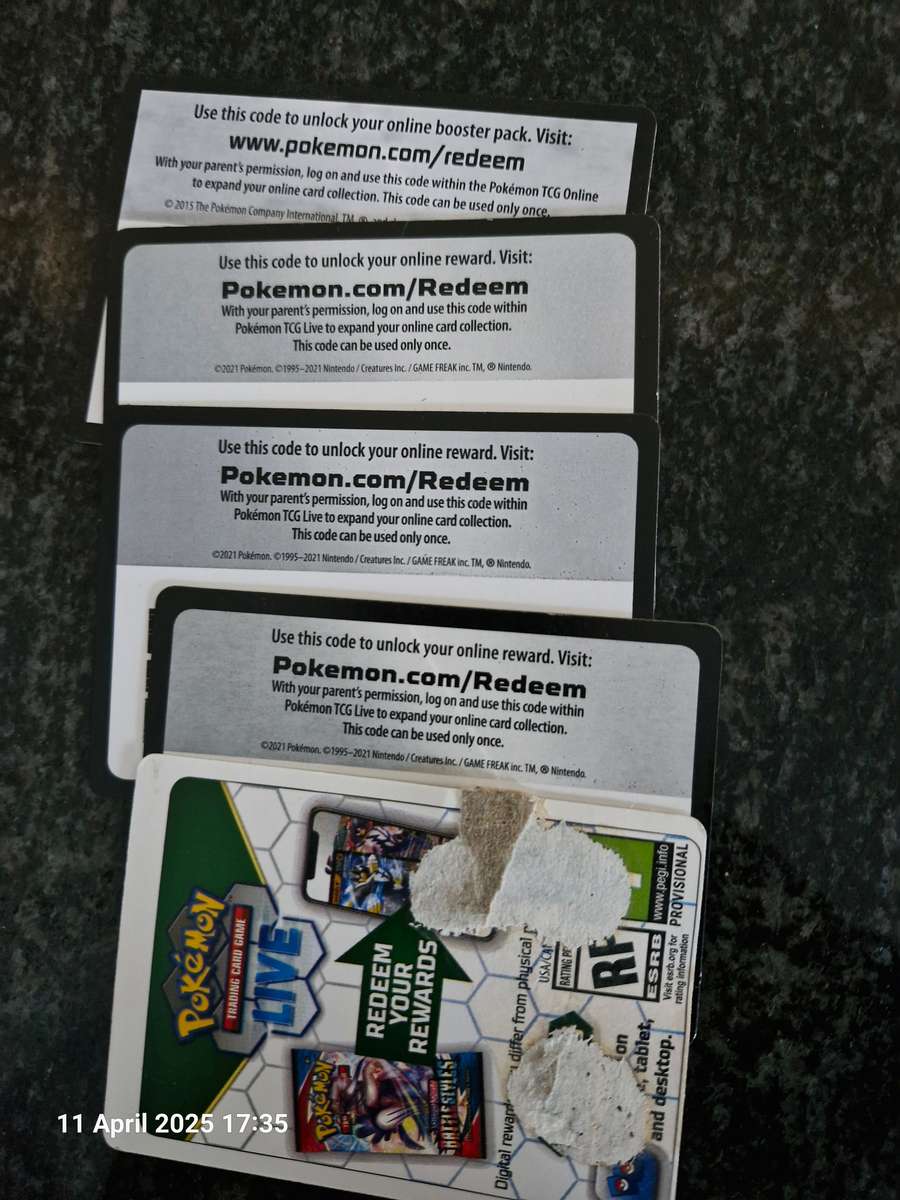 Use this code to unlock your online booster pack. Visit:
www.pokemon.com/redeem
With your parent's permission, log on and use this code within the Pokémon TCG Online
to expand your online card collection. This code can be used only once.
© 2015 The Pokémon Company International. TM, ®, and
Use this code to unlock your online reward. Visit:
Pokemon.com/Redeem
With your parent's permission, log on and use this code within
Pokémon TCG Live to expand your online card collection.
This code can be used only once.
©2021 Pokémon. ©1995–2021 Nintendo / Creatures Inc. / GAME FREAK inc. TM, ® Nintendo.
Use this code to unlock your online reward. Visit:
Pokemon.com/Redeem
With your parent's permission, log on and use this code within
Pokémon TCG Live to expand your online card collection.
This code can be used only once.
©2021 Pokémon. ©1995–2021 Nintendo / Creatures Inc. / GAME FREAK inc. TM, ® Nintendo.
Use this code to unlock your online reward. Visit:
Pokemon.com/Redeem
With your parent's permission, log on and use this code within
Pokémon TCG Live to expand your online card collection.
This code can be used only once.
©2021 Pokémon. ©1995–2021 Nintendo / Creatures Inc. / GAME FREAK inc. TM, ® Nintendo.
POKÉMON
TRADING CARD GAME
LIVE
REDEEM
YOUR
REWARDS
POKÉMON
BATTLE STYLES
Digital reward
differ from physical
USA/CA
RATING P
RP
ESRB
Visit esrb.org for
rating information
www.pegi.info
PROVISIONAL
on
, tablet,
and desktop.
11 April 2025 17:35